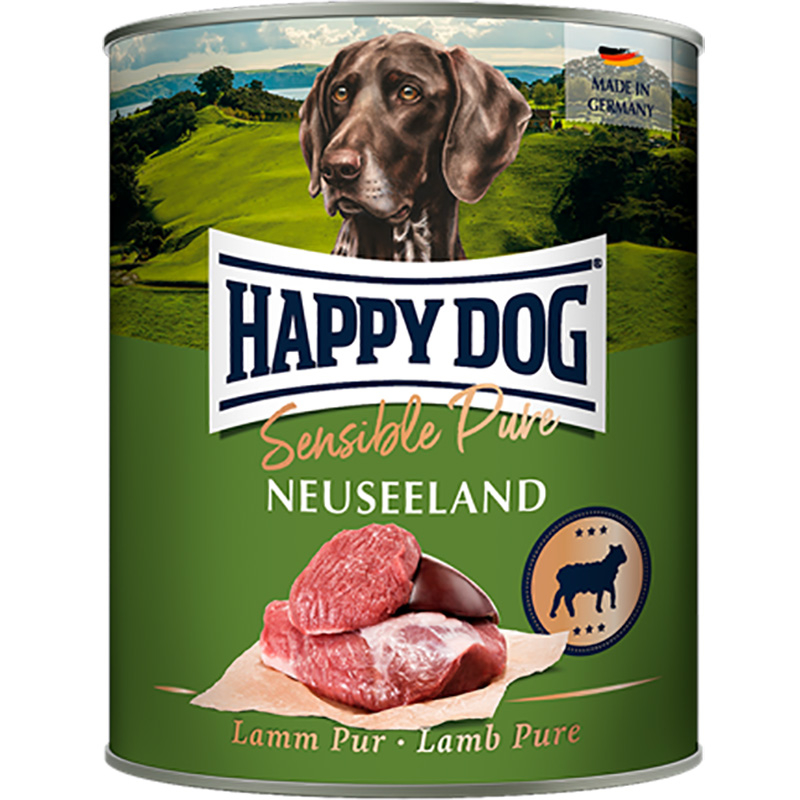 MADE IN
GERMANY
HAPPY DOG®
Sensible Pure
NEUSEELAND
Lamm Pur · Lamb Pure